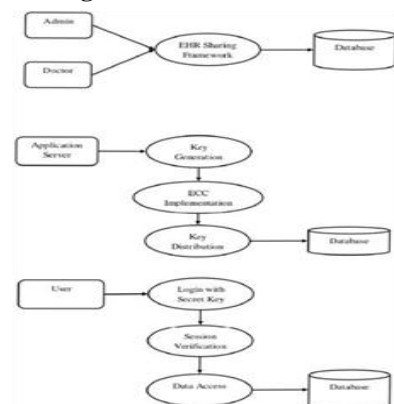 Admin
EHR Sharing
Framework
Database
Doctor
Application
Server
Key
Generation
ECC
Implementation
Key
Distribution
Database
User
Login with
Secret Key
Session
Verification
Data Access
Database